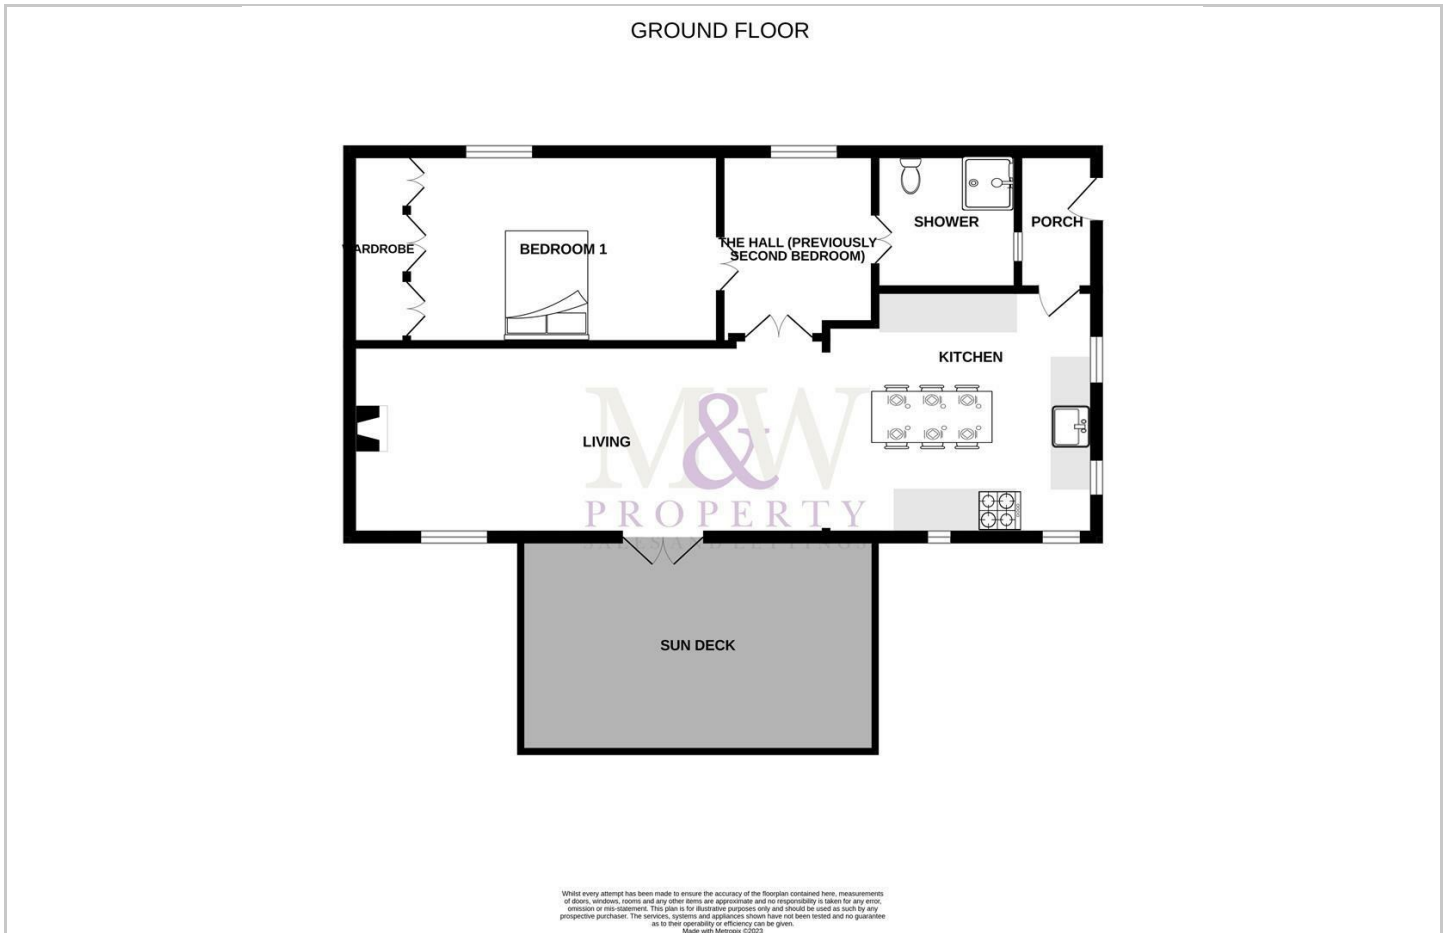 GROUND FLOOR
WARDROBE
BEDROOM 1
THE HALL (PREVIOUSLY
SECOND BEDROOM)
SHOWER
PORCH
KITCHEN
LIVING
M&W
PROPERTY
SALES AND LETTINGS
SUN DECK
Whilst every attempt has been made to ensure the accuracy of the floorplan contained here, measurements
of doors, windows, rooms and any other items are approximate and no responsibility is taken for any error,
omission or mis-statement. This plan is for illustrative purposes only and should be used as such by any
prospective purchaser. The services, systems and appliances shown have not been tested and no guarantee
as to their operability or efficiency can be given.
Made with Metropix ©2023